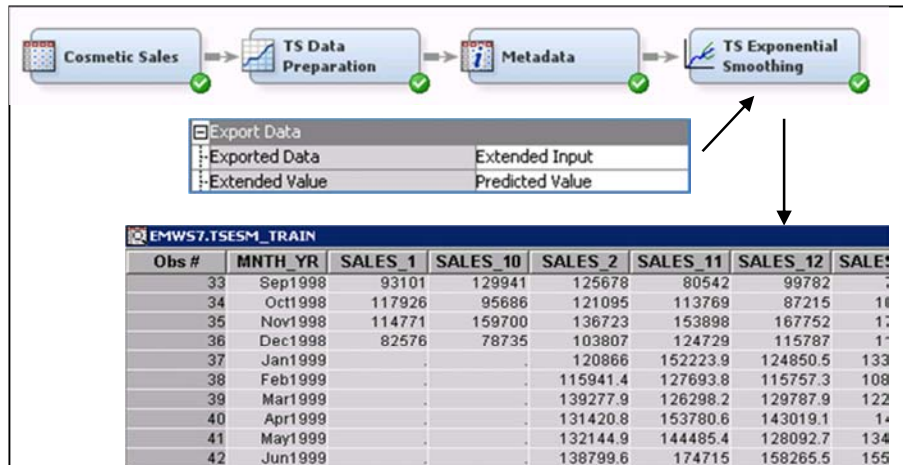 Cosmetic Sales
TS Data
Preparation
Metadata
TS Exponential
Smoothing
Export Data
Exported Data Extended Input
Extended Value Predicted Value
EMWS7.TSESM_TRAIN
Obs # MNTH_YR SALES_1 SALES_10 SALES_2 SALES_11 SALES_12
33 Sep1998 93101 129941 125678 80542 99782
34 Oct1998 117926 95686 121095 113769 87215
35 Nov1998 114771 159700 136723 153898 167752
36 Dec1998 82576 78735 103807 124729 115787
37 Jan1999 . . 120866 152223.9 124850.5
38 Feb1999 . . 115941.4 127693.8 115757.3
39 Mar1999 . . 139277.9 126298.2 129787.9
40 Apr1999 . . 131420.8 153780.6 143019.1
41 May1999 . . 132144.9 144485.4 128092.7
42 Jun1999 . . 138799.6 174715 158265.5